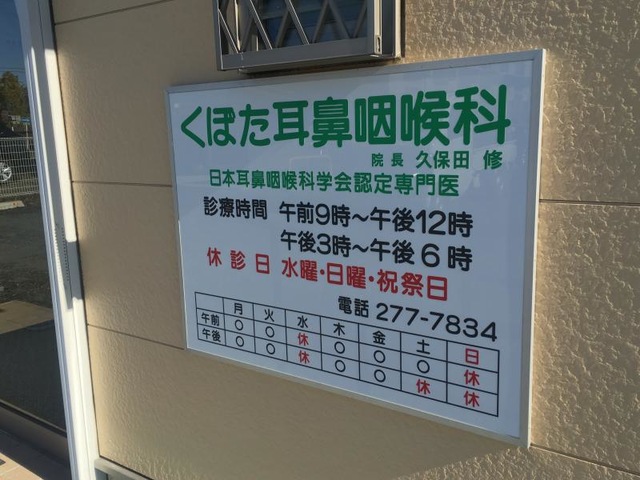 くぼた耳鼻咽喉科
院長 久保田 修
日本耳鼻咽喉科学会認定専門医
診療時間 午前9時～午後12時
午後3時～午後6時
休診日 水曜・日曜・祝祭日
電話 277-7834
月 火 水 木 金 土 日
午前 ○ ○ 休 ○ ○ ○ 休
午後 ○ ○ 休 ○ ○ 休 休